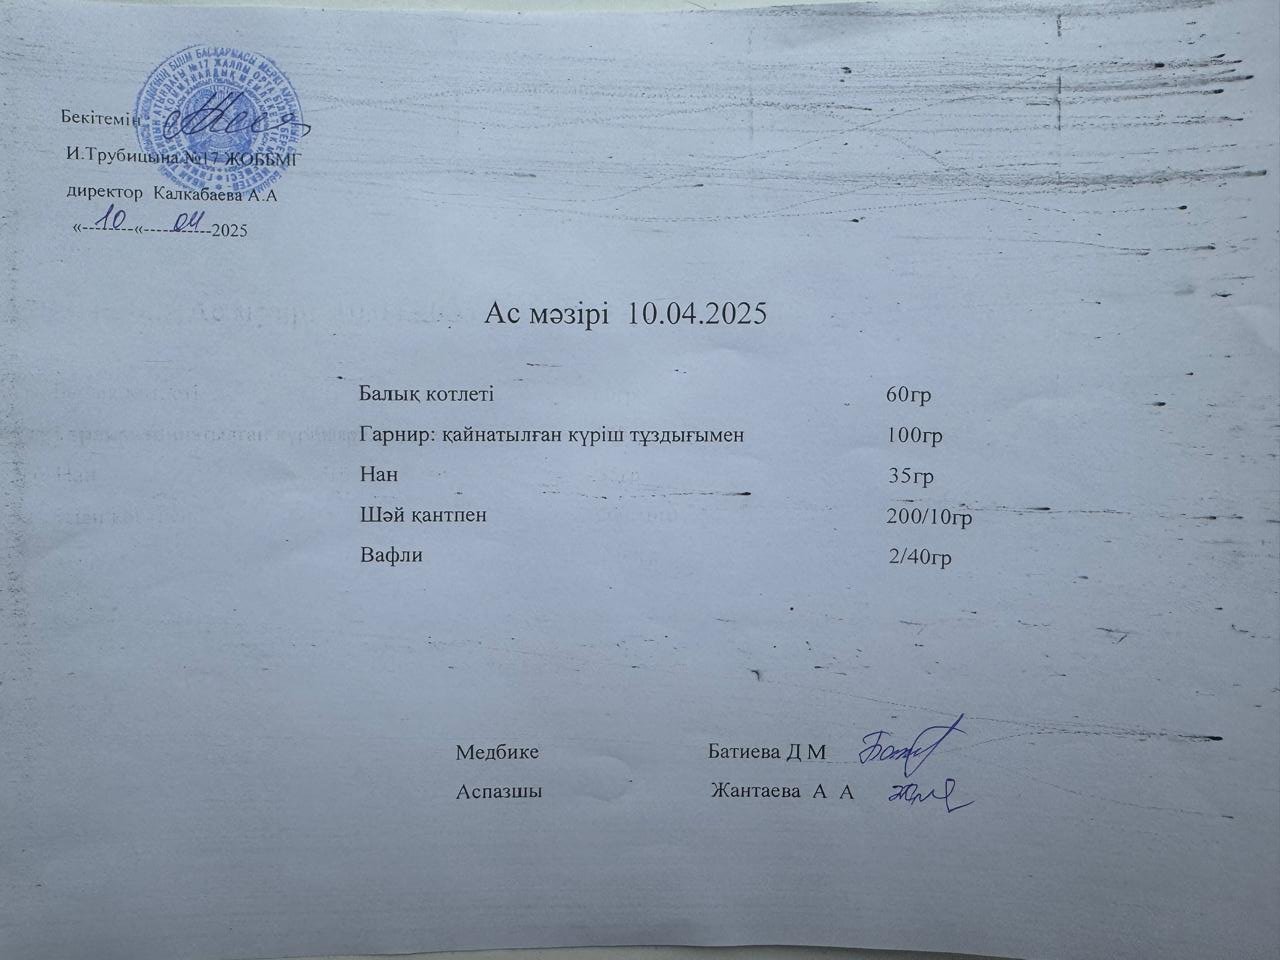 Бекітемін
И.Трубицына №17 ЖОББМГ
директор Калкабаева А.А
«--10--«---04---2025
Ас мәзірі 10.04.2025
Балық котлеті 60гр
Гарнир: қайнатылған күріш тұздығымен 100гр
Нан 35гр
Шәй қантпен 200/10гр
Вафли 2/40гр
Медбике Батиева Д М
Аспазшы Жантаева А А